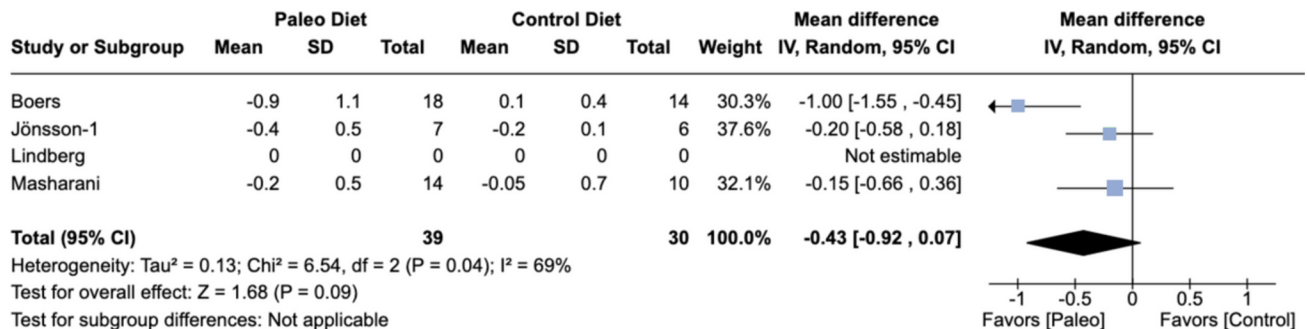 Paleo Diet Control Diet Mean difference Mean difference
Study or Subgroup Mean SD Total Mean SD Total Weight IV, Random, 95% CI IV, Random, 95% CI
Boers -0.9 1.1 18 0.1 0.4 14 30.3% -1.00 [-1.55 , -0.45]
Jönsson-1 -0.4 0.5 7 -0.2 0.1 6 37.6% -0.20 [-0.58 , 0.18]
Lindberg 0 0 0 0 0 0 Not estimable
Masharani -0.2 0.5 14 -0.05 0.7 10 32.1% -0.15 [-0.66 , 0.36]
Total (95% CI) 39 30 100.0% -0.43 [-0.92 , 0.07]
Heterogeneity: Tau² = 0.13; Chi² = 6.54, df = 2 (P = 0.04); I² = 69%
Test for overall effect: Z = 1.68 (P = 0.09)
Test for subgroup differences: Not applicable
-1 -0.5 0 0.5 1
Favors [Paleo] Favors [Control]